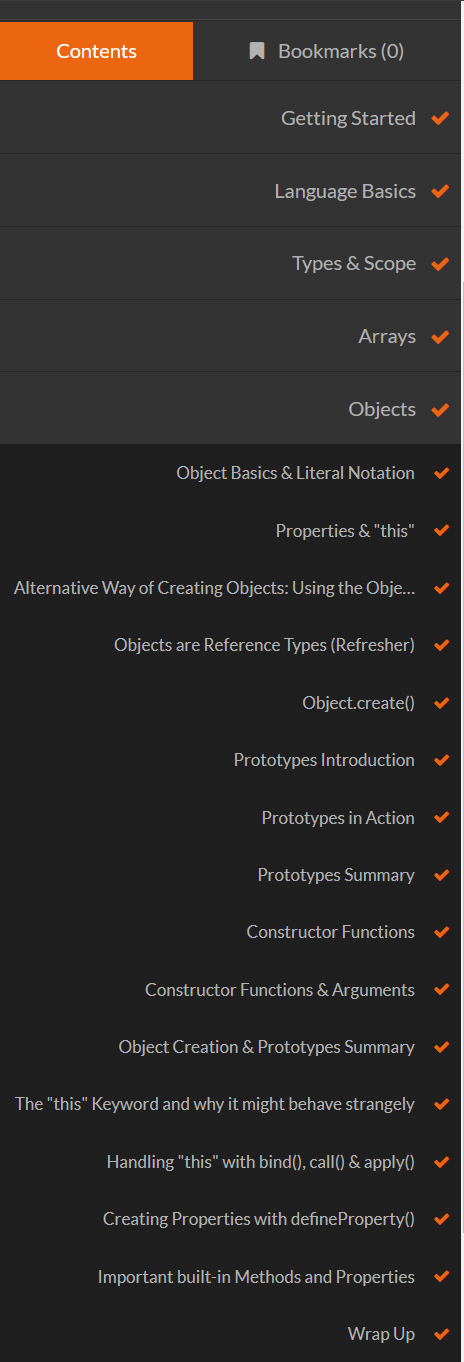 Contents
Bookmarks (0)
Getting Started
Language Basics
Types & Scope
Arrays
Objects
Object Basics & Literal Notation
Properties & "this"
Alternative Way of Creating Objects: Using the Obje...
Objects are Reference Types (Refresher)
Object.create()
Prototypes Introduction
Prototypes in Action
Prototypes Summary
Constructor Functions
Constructor Functions & Arguments
Object Creation & Prototypes Summary
The "this" Keyword and why it might behave strangely
Handling "this" with bind(), call() & apply()
Creating Properties with defineProperty()
Important built-in Methods and Properties
Wrap Up